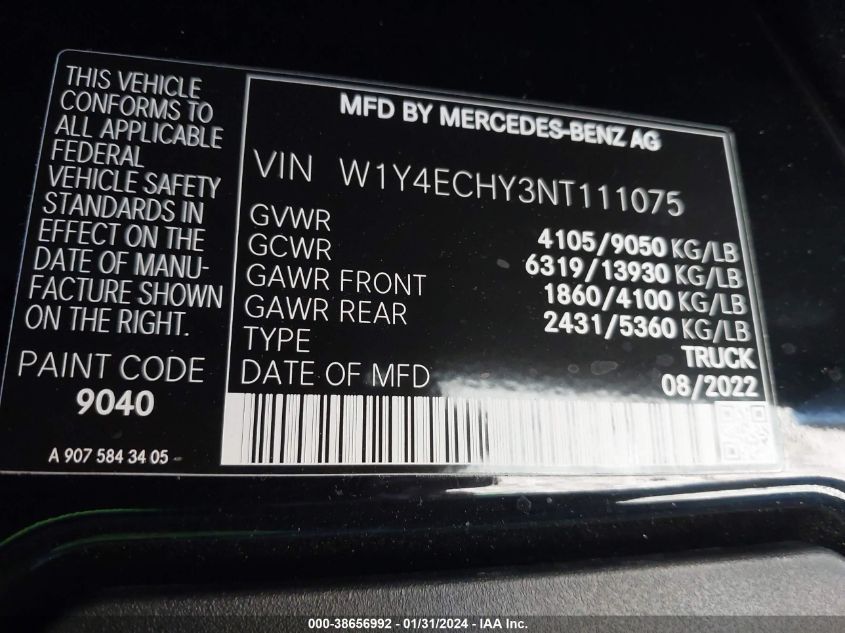 THIS VEHICLE
CONFORMS TO
ALL APPLICABLE
FEDERAL
VEHICLE SAFETY
STANDARDS IN
EFFECT ON THE
DATE OF MANU-
FACTURE SHOWN
ON THE RIGHT.
PAINT CODE
9040
A 907 584 34 05
MFD BY MERCEDES-BENZ AG
VIN W1Y4ECHY3NT111075
GVWR 4105/9050 KG/LB
GCWR 6319/13930 KG/LB
GAWR FRONT 1860/4100 KG/LB
GAWR REAR 2431/5360 KG/LB
TYPE TRUCK
DATE OF MFD 08/2022
000-38656992 - 01/31/2024 - IAA Inc.